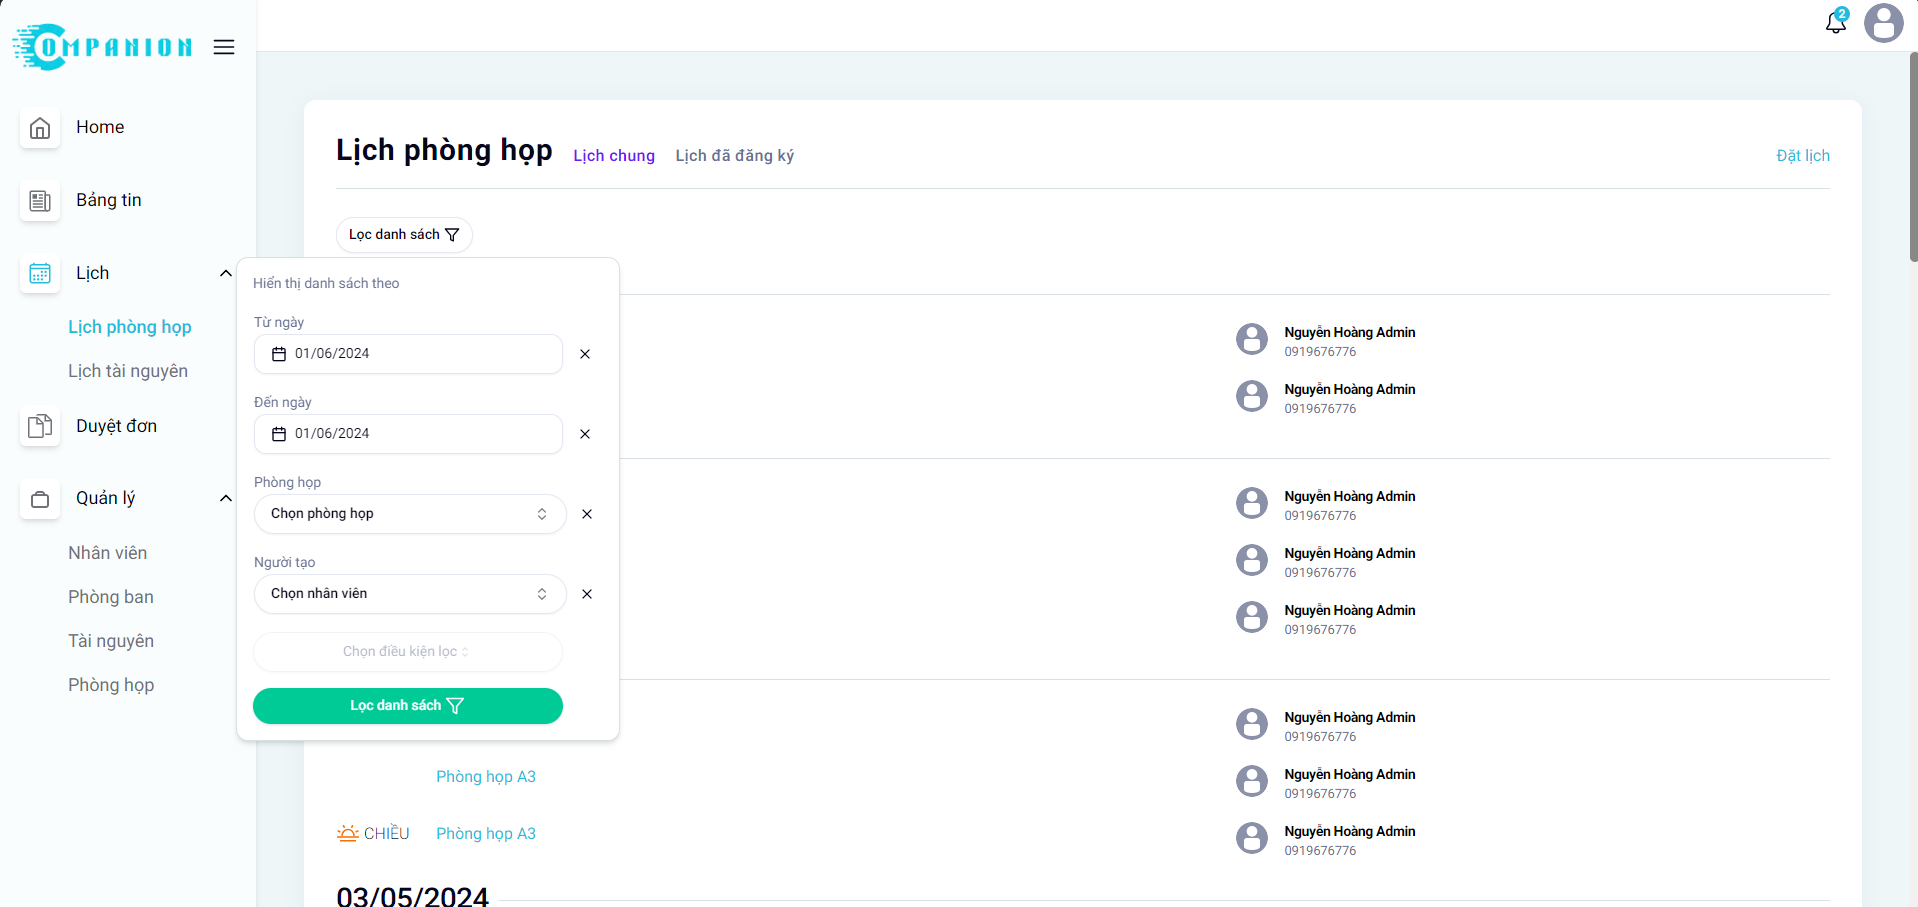 COMPANION
2
Home
Bảng tin
Lịch
Lịch phòng họp
Lịch tài nguyên
Duyệt đơn
Quản lý
Nhân viên
Phòng ban
Tài nguyên
Phòng họp
Lịch phòng họp
Lịch chung
Lịch đã đăng ký
Đặt lịch
Lọc danh sách
Hiển thị danh sách theo
Từ ngày
01/06/2024
Đến ngày
01/06/2024
Phòng họp
Chọn phòng họp
Người tạo
Chọn nhân viên
Chọn điều kiện lọc
Lọc danh sách
Nguyễn Hoàng Admin
0919676776
Nguyễn Hoàng Admin
0919676776
Nguyễn Hoàng Admin
0919676776
Nguyễn Hoàng Admin
0919676776
Nguyễn Hoàng Admin
0919676776
Nguyễn Hoàng Admin
0919676776
Phòng họp A3
Nguyễn Hoàng Admin
0919676776
CHIỀU Phòng họp A3
Nguyễn Hoàng Admin
0919676776
03/05/2024